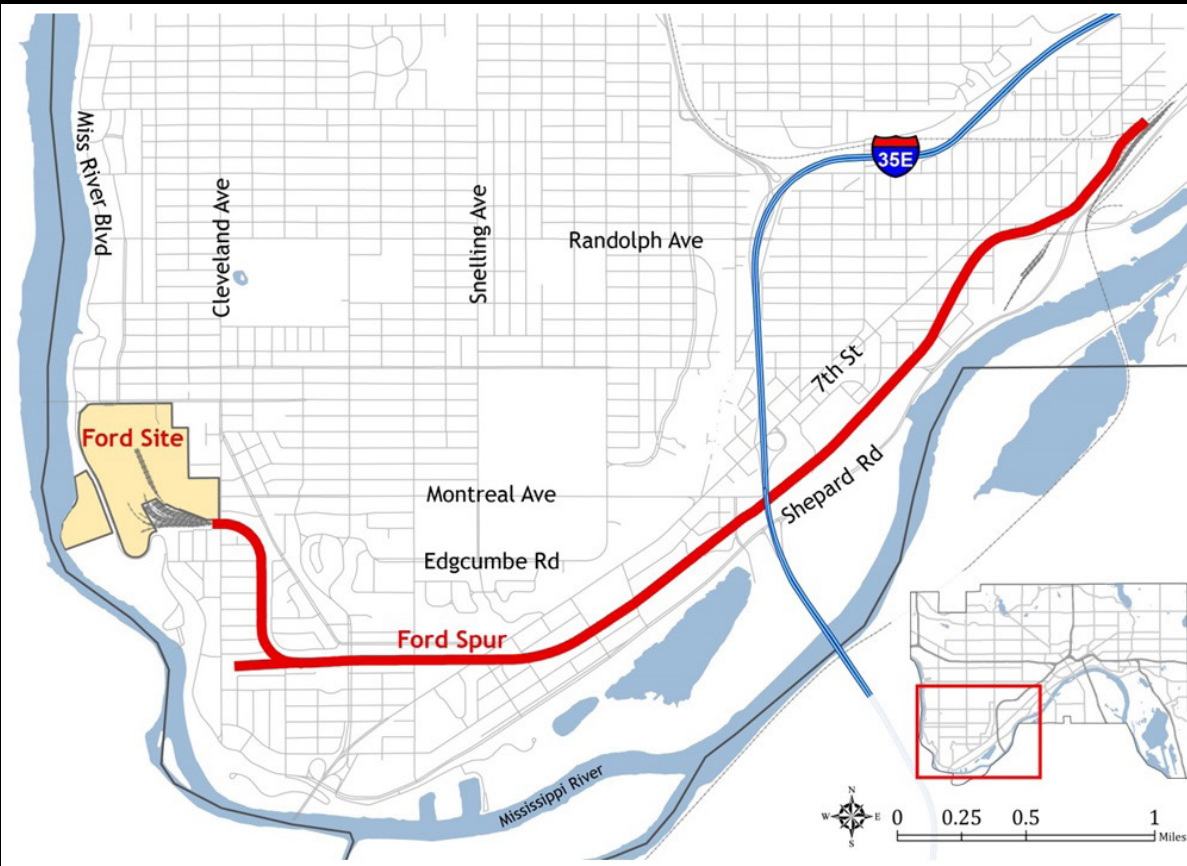 Miss River Blvd
Cleveland Ave
Snelling Ave
Randolph Ave
35E
7th St
Ford Site
Montreal Ave
Shepard Rd
Edgcumbe Rd
Ford Spur
Mississippi River
N
W E
S
0 0.25 0.5 1
Miles